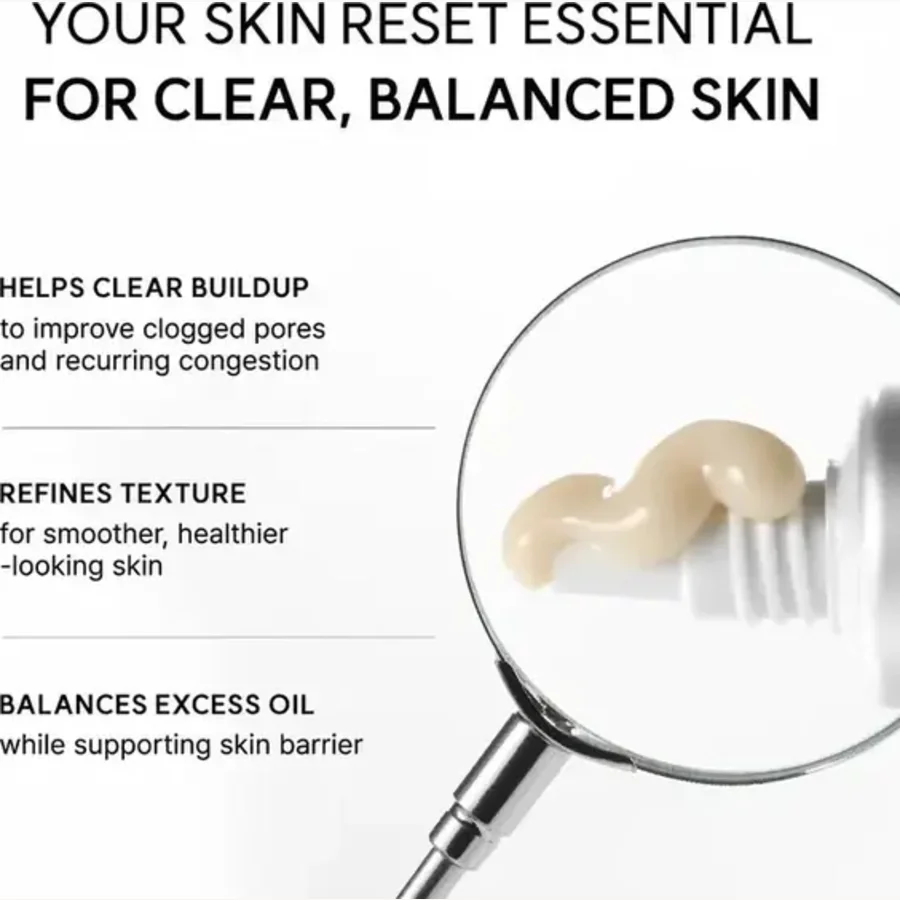 YOUR SKIN RESET ESSENTIAL
FOR CLEAR, BALANCED SKIN
HELPS CLEAR BUILDUP
to improve clogged pores
and recurring congestion
REFINES TEXTURE
for smoother, healthier
-looking skin
BALANCES EXCESS OIL
while supporting skin barrier